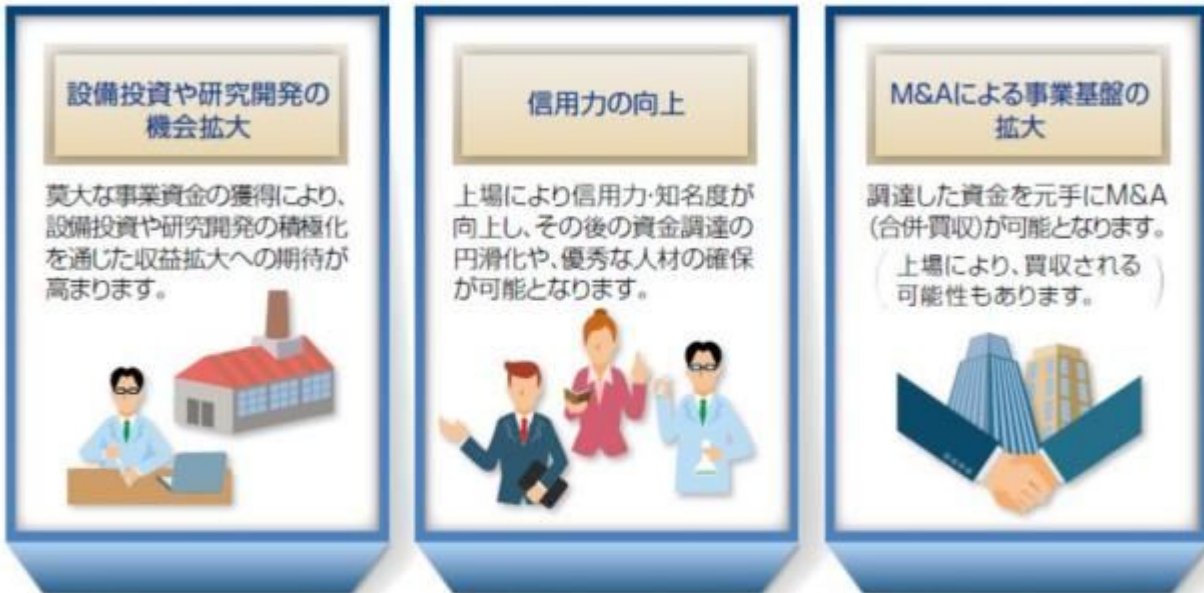 設備投資や研究開発の
機会拡大
莫大な事業資金の獲得により、
設備投資や研究開発の積極化
を通じた収益拡大への期待が
高まります。
信用力の向上
上場により信用力・知名度が
向上し、その後の資金調達の
円滑化や、優秀な人材の確保
が可能となります。
M&Aによる事業基盤の
拡大
調達した資金を元手にM&A
(合併・買収)が可能となります。
(上場により、買収される
可能性もあります。)